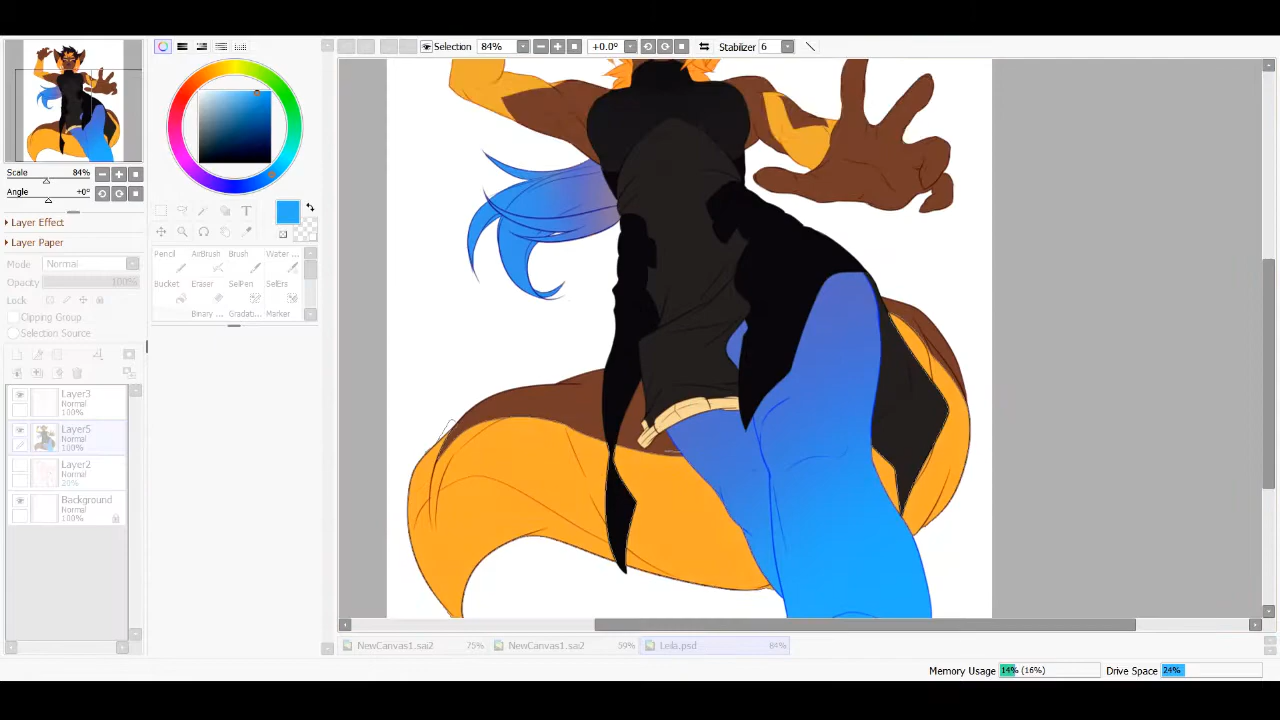 Selection 84% +0.0° Stabilizer 6
Scale 84%
Angle +0°
Layer Effect
Layer Paper
Mode Normal
Opacity 100%
Lock
Clipping Group
Selection Source
Layer3
Normal
100%
Layer5
Normal
100%
Layer2
Normal
20%
Background
Normal
100%
T
Pencil AirBrush Brush Water ...
Bucket Eraser SelPen SelErs
Binary ... Gradati... Marker
NewCanvas1.sai2 75% NewCanvas1.sai2 59% Leila.psd 84%
Memory Usage 14% (16%) Drive Space 24%